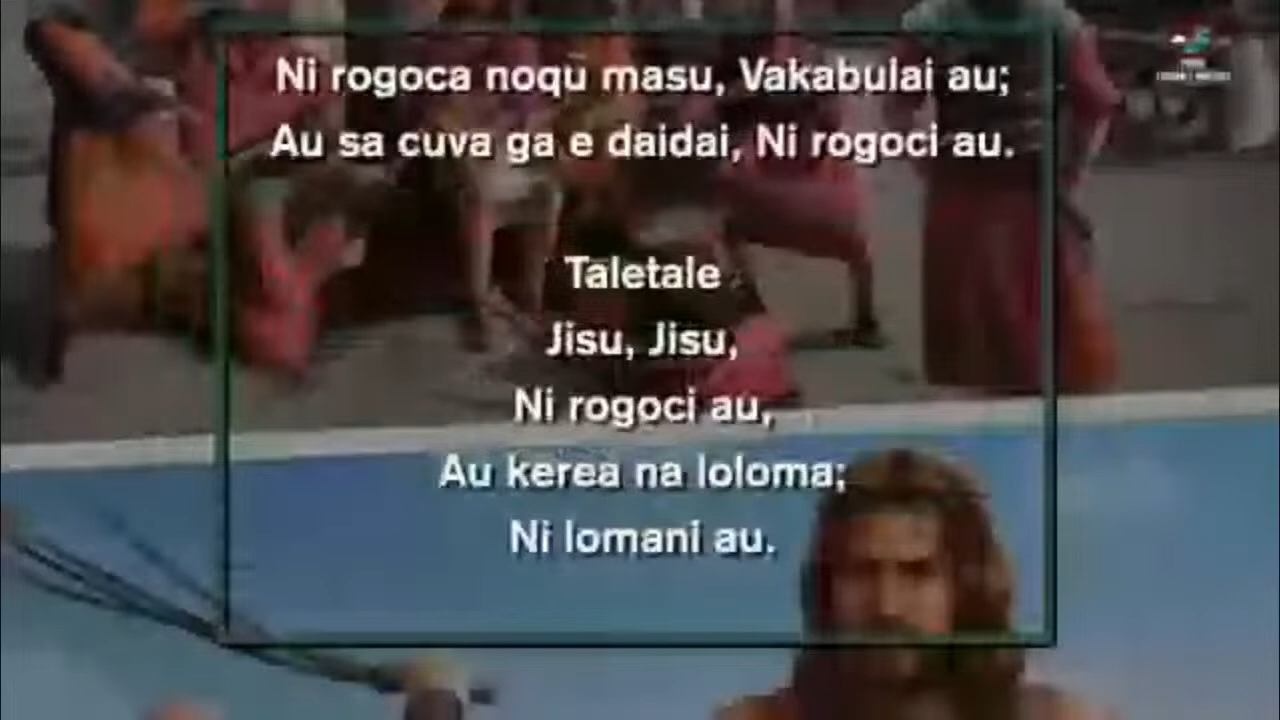 Ni rogoca noqu masu, Vakabulai au;
Au sa cuva ga e daidai, Ni rogoci au.
Taletale
Jisu, Jisu,
Ni rogoci au,
Au kerea na loloma;
Ni lomani au.